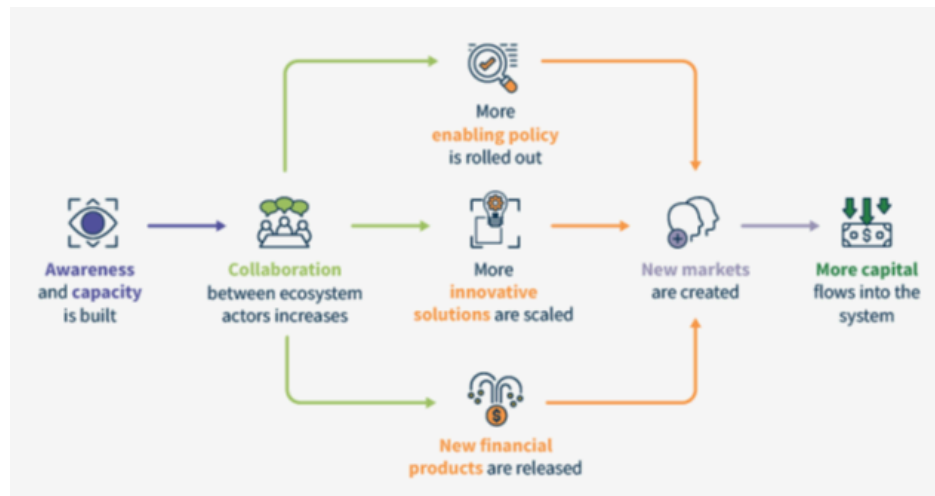 More
enabling policy
is rolled out
Awareness
and capacity
is built
Collaboration
between ecosystem
actors increases
More
innovative
solutions are scaled
New markets
are created
More capital
flows into the
system
New financial
products are released